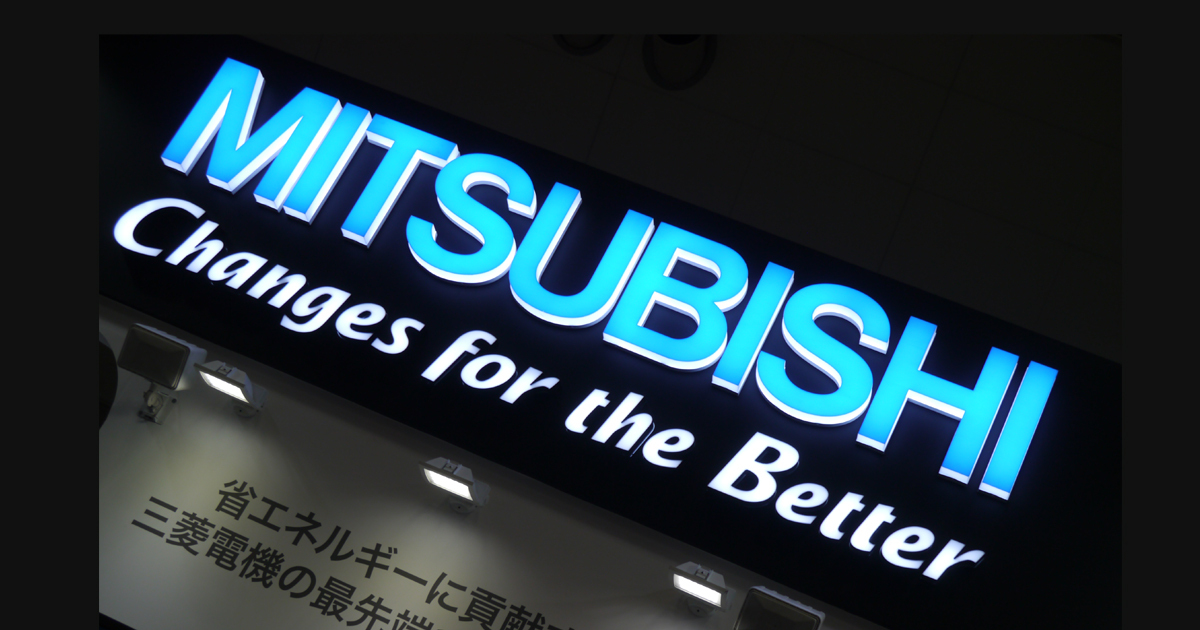 MITSUBISHI
Changes for the Better
省エネルギーに貢献
三菱電機の最先端